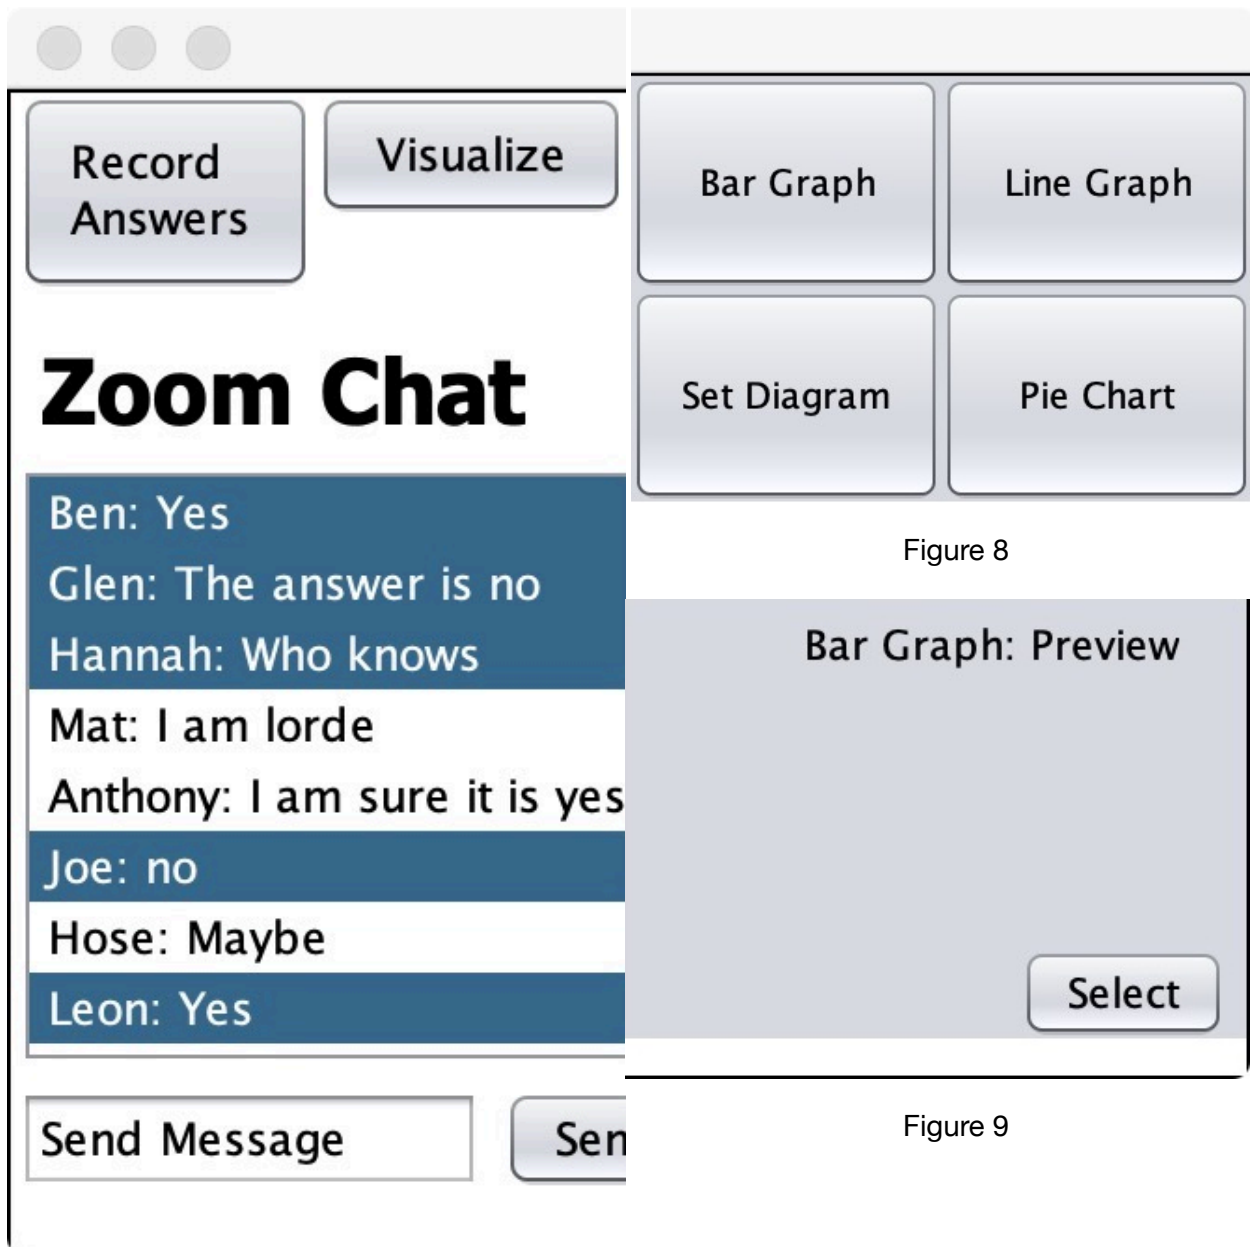 Record
Answers
Visualize
Zoom Chat
Ben: Yes
Glen: The answer is no
Hannah: Who knows
Mat: I am lorde
Anthony: I am sure it is yes
Joe: no
Hose: Maybe
Leon: Yes
Send Message
Sen
Bar Graph
Line Graph
Set Diagram
Pie Chart
Figure 8
Bar Graph: Preview
Select
Figure 9